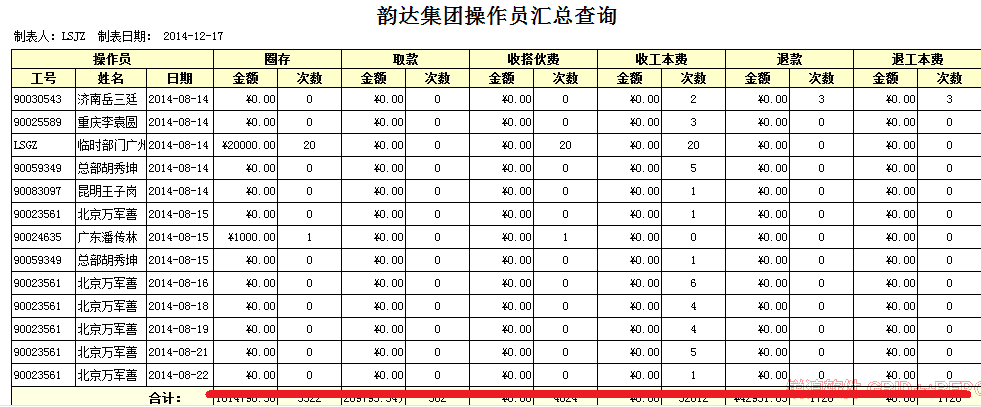 韵达集团操作员汇总查询
制表人: LSJZ 制表日期: 2014-12-17
操作员 圈存 取款 收搭伙费 收工本费 退款 退工本费
工号 姓名 日期 金额 次数 金额 次数 金额 次数 金额 次数 金额 次数 金额 次数
90030543 济南岳三廷 2014-08-14 ¥0.00 0 ¥0.00 0 ¥0.00 0 ¥0.00 2 ¥0.00 3 ¥0.00 3
90025589 重庆李袁圆 2014-08-14 ¥0.00 0 ¥0.00 0 ¥0.00 0 ¥0.00 3 ¥0.00 0 ¥0.00 0
LSGZ 临时部门广州 2014-08-14 ¥20000.00 20 ¥0.00 0 ¥0.00 20 ¥0.00 20 ¥0.00 0 ¥0.00 0
90059349 总部胡秀坤 2014-08-14 ¥0.00 0 ¥0.00 0 ¥0.00 0 ¥0.00 5 ¥0.00 0 ¥0.00 0
90083097 昆明王子岗 2014-08-14 ¥0.00 0 ¥0.00 0 ¥0.00 0 ¥0.00 1 ¥0.00 0 ¥0.00 0
90023561 北京万军善 2014-08-15 ¥0.00 0 ¥0.00 0 ¥0.00 0 ¥0.00 1 ¥0.00 0 ¥0.00 0
90024635 广东潘传林 2014-08-15 ¥1000.00 1 ¥0.00 0 ¥0.00 1 ¥0.00 0 ¥0.00 0 ¥0.00 0
90059349 总部胡秀坤 2014-08-15 ¥0.00 0 ¥0.00 0 ¥0.00 0 ¥0.00 1 ¥0.00 0 ¥0.00 0
90023561 北京万军善 2014-08-16 ¥0.00 0 ¥0.00 0 ¥0.00 0 ¥0.00 6 ¥0.00 0 ¥0.00 0
90023561 北京万军善 2014-08-18 ¥0.00 0 ¥0.00 0 ¥0.00 0 ¥0.00 4 ¥0.00 0 ¥0.00 0
90023561 北京万军善 2014-08-19 ¥0.00 0 ¥0.00 0 ¥0.00 0 ¥0.00 4 ¥0.00 0 ¥0.00 0
90023561 北京万军善 2014-08-21 ¥0.00 0 ¥0.00 0 ¥0.00 0 ¥0.00 5 ¥0.00 0 ¥0.00 0
90023561 北京万军善 2014-08-22 ¥0.00 0 ¥0.00 0 ¥0.00 0 ¥0.00 1 ¥0.00 0 ¥0.00 0
合计: